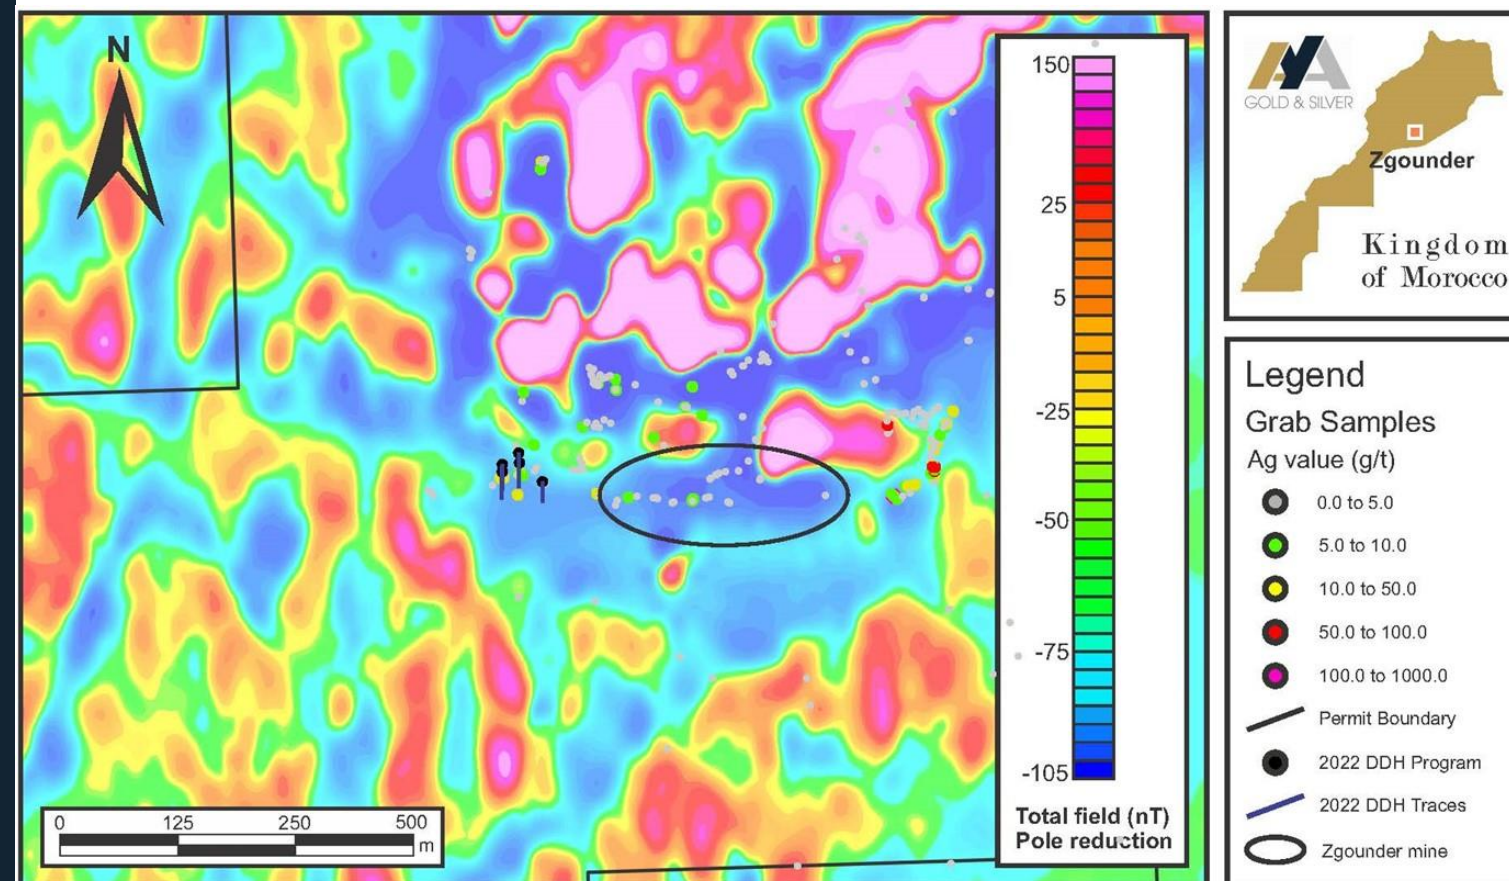 N
150
25
5
-25
-50
-75
-105
Total field (nT)
Pole reduction
0 125 250 500
m
AYA
GOLD & SILVER
Zgounder
Kingdom
of Morocco
Legend
Grab Samples
Ag value (g/t)
0.0 to 5.0
5.0 to 10.0
10.0 to 50.0
50.0 to 100.0
100.0 to 1000.0
Permit Boundary
2022 DDH Program
2022 DDH Traces
Zgounder mine